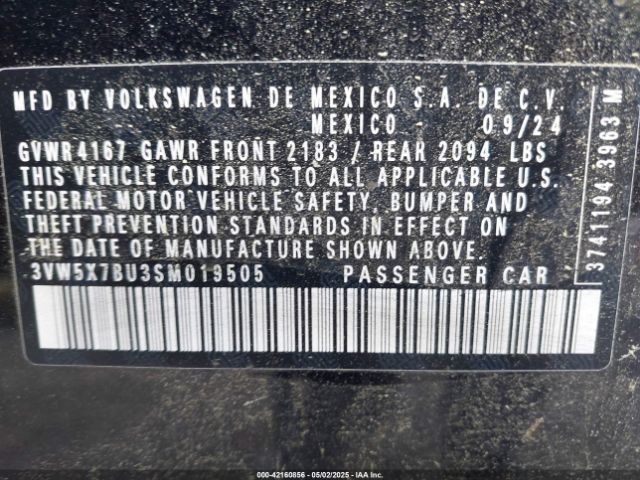 MFD BY VOLKSWAGEN DE MEXICO S.A. DE C.V.
MEXICO - 09/24
GVWR4167 GAWR FRONT 2183 / REAR 2094 LBS
THIS VEHICLE CONFORMS TO ALL APPLICABLE U.S.
FEDERAL MOTOR VEHICLE SAFETY, BUMPER AND
THEFT PREVENTION STANDARDS IN EFFECT ON
THE DATE OF MANUFACTURE SHOWN ABOVE.
3VW5X7BU3SM019505 PASSENGER CAR
3741194 3963 M
000-42160856 - 05/02/2025 - IAA Inc.